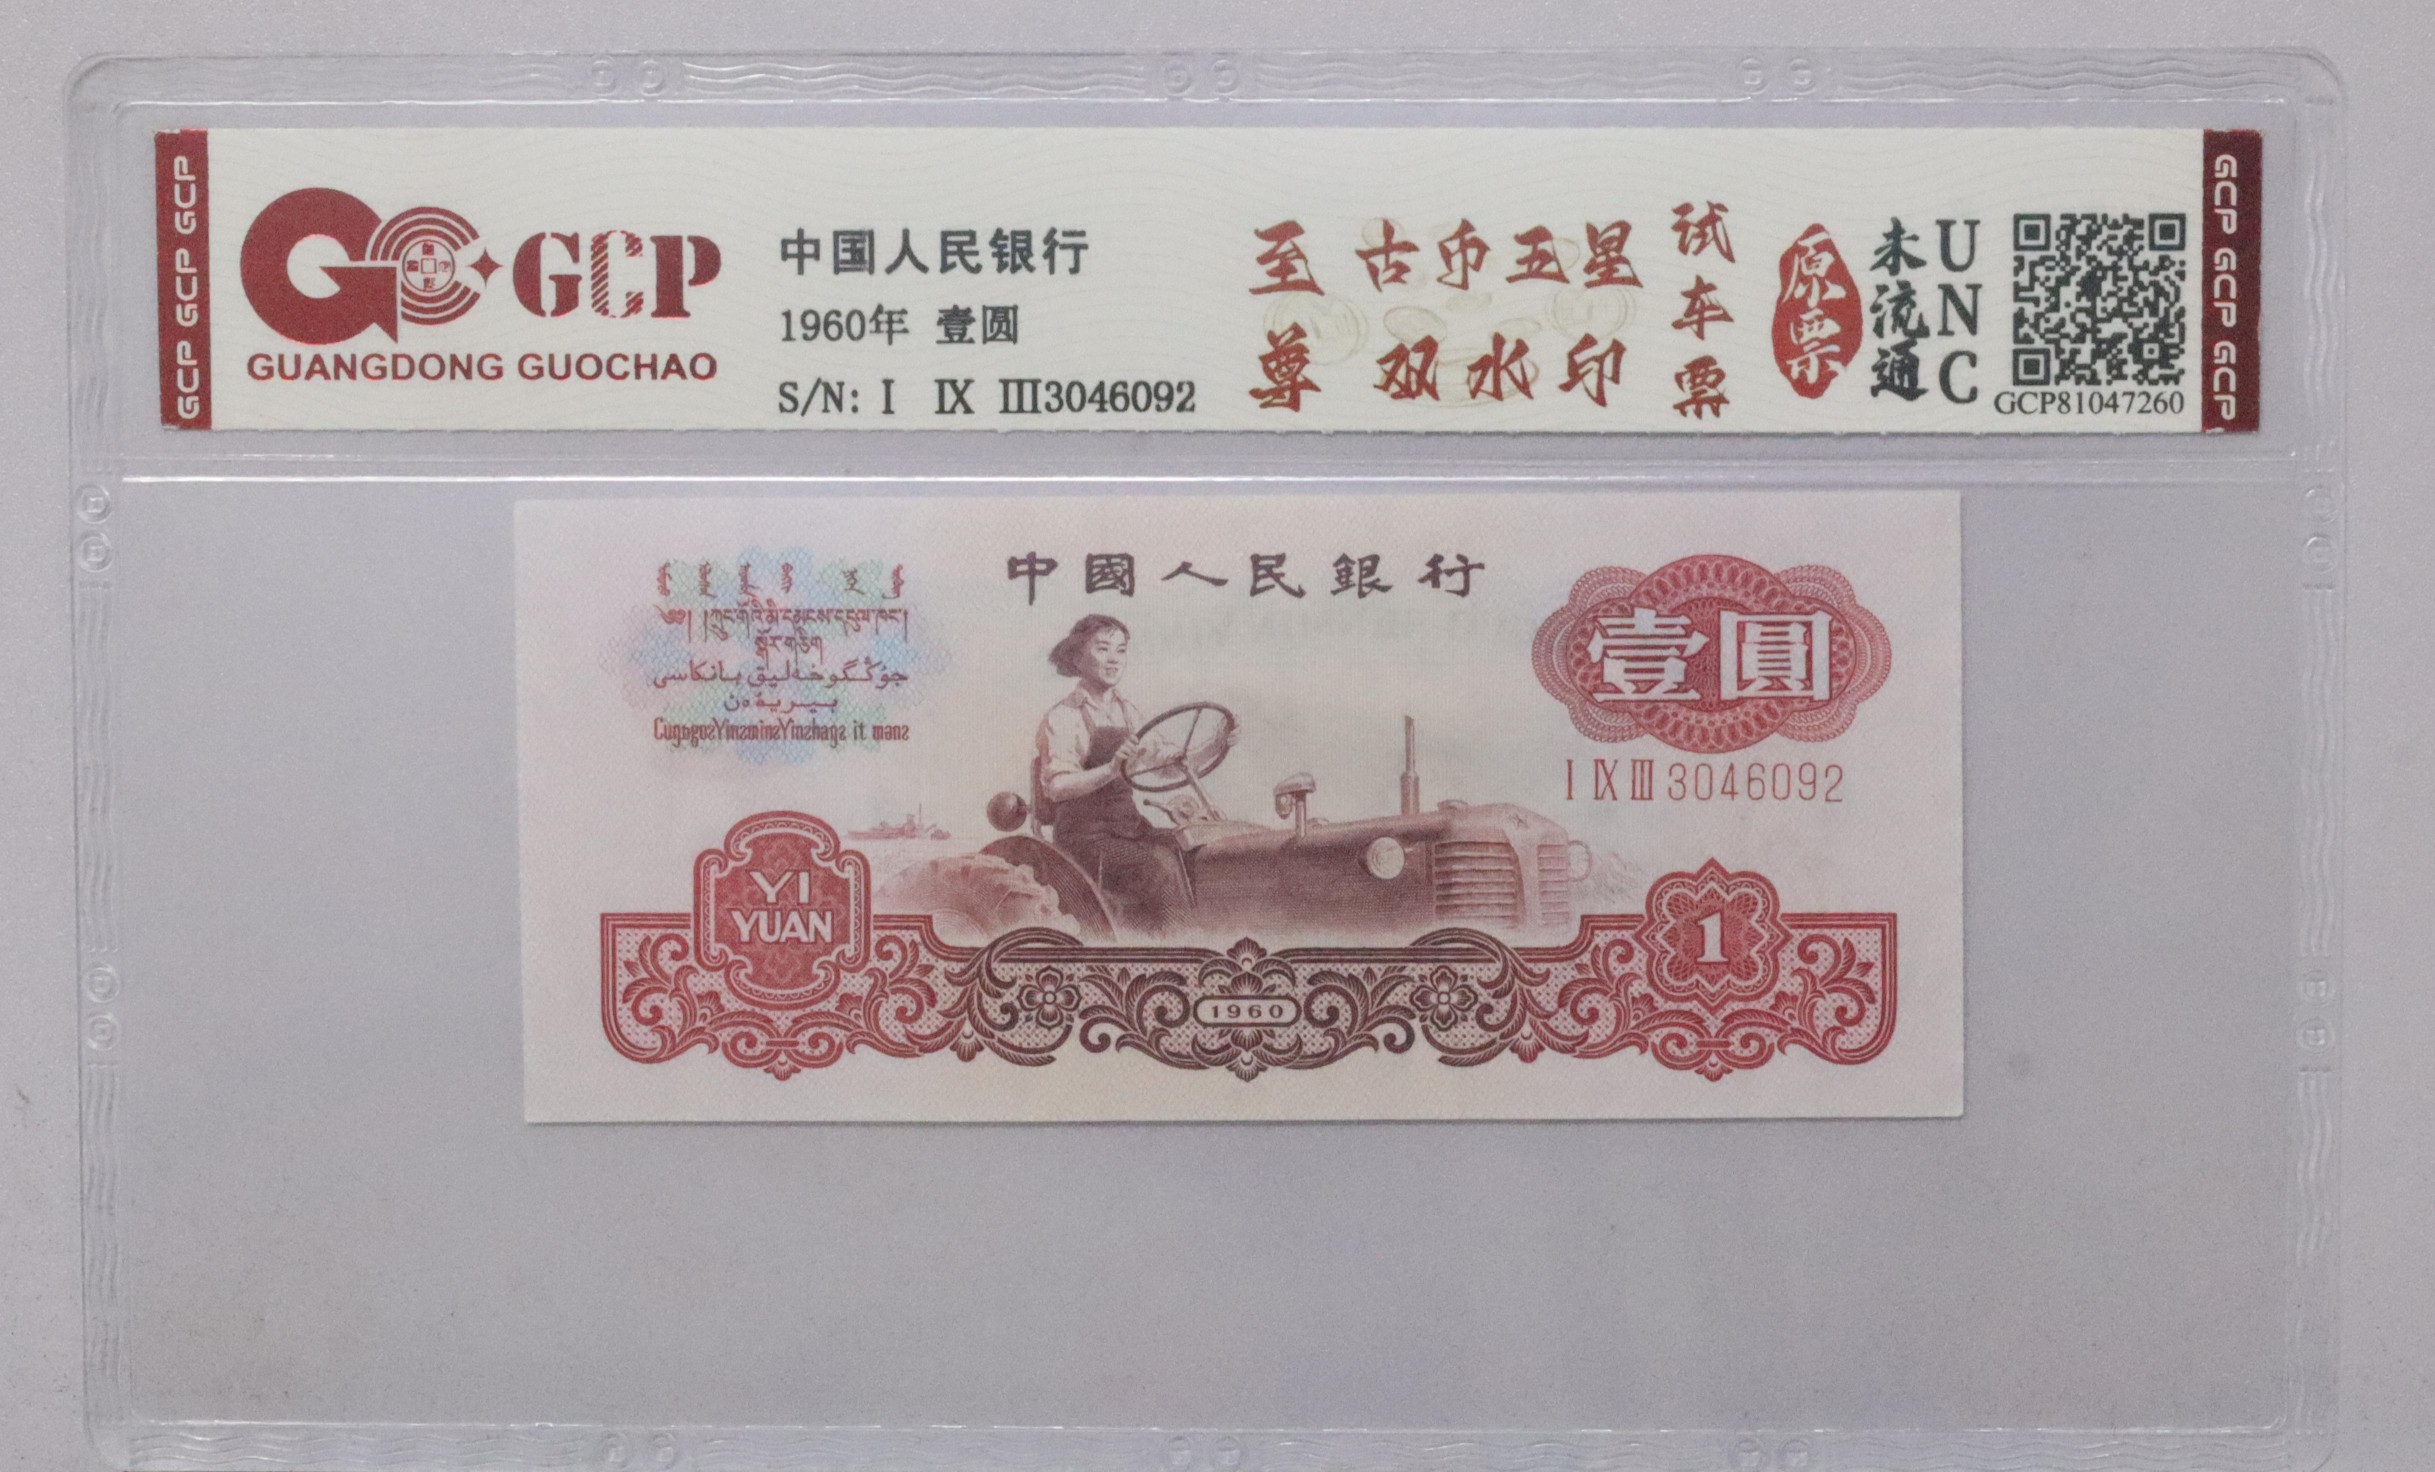 GCP GCP GCP
GCP
GUANGDONG GUOCHAO
中国人民银行
1960年 壹圆
S/N: I IX III3046092
至尊
古币五星
双水印
试车票
原票
未流通
UNC
GCP81047260
GCP GCP GCP
中國人民銀行
壹圓
I IX III 3046092
YI
YUAN
1
1960